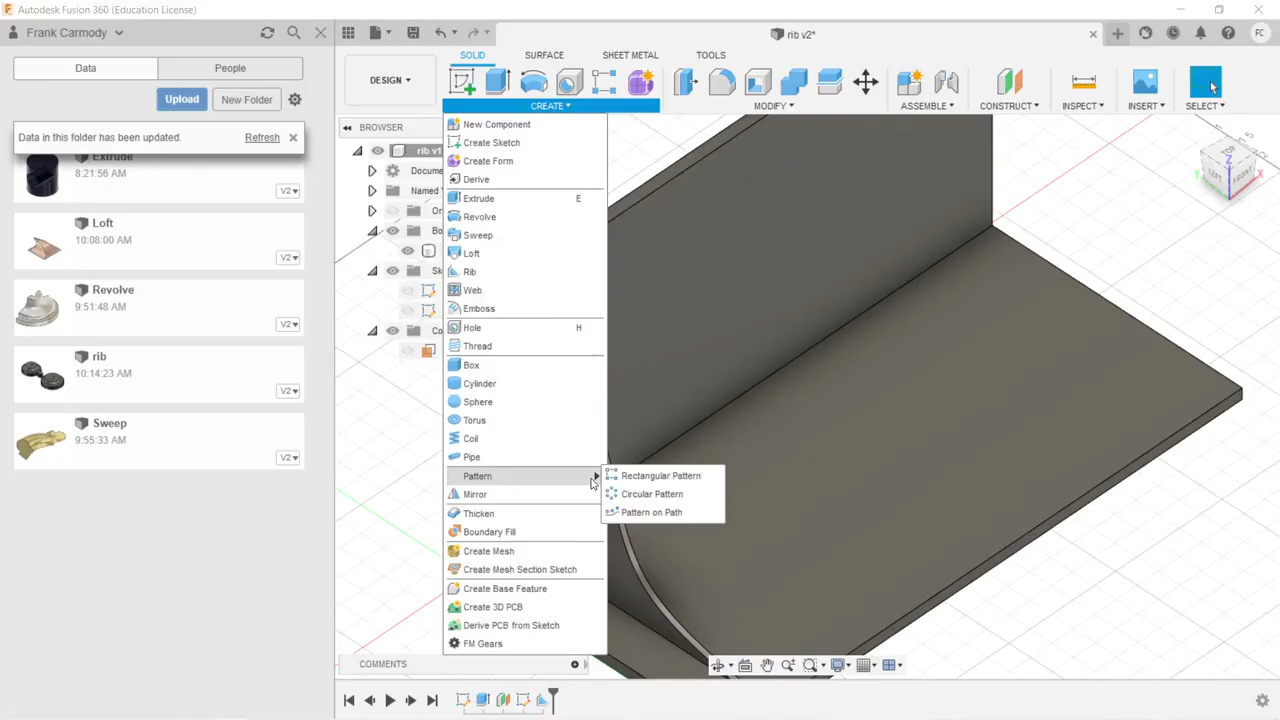 Autodesk Fusion 360 (Education License)
Frank Carmody
rib v2*
FC
Data
People
Upload
New Folder
Data in this folder has been updated.
Refresh
Extrude
8:21:56 AM
V2
Loft
10:08:00 AM
V2
Revolve
9:51:48 AM
V2
rib
10:14:23 AM
V2
Sweep
9:55:33 AM
V2
DESIGN
SOLID
SURFACE
SHEET METAL
TOOLS
CREATE
MODIFY
ASSEMBLE
CONSTRUCT
INSPECT
INSERT
SELECT
BROWSER
rib v1
Docume
Named
Or
Bo
Sk
Co
New Component
Create Sketch
Create Form
Derive
Extrude E
Revolve
Sweep
Loft
Rib
Web
Emboss
Hole H
Thread
Box
Cylinder
Sphere
Torus
Coil
Pipe
Pattern
Mirror
Thicken
Boundary Fill
Create Mesh
Create Mesh Section Sketch
Create Base Feature
Create 3D PCB
Derive PCB from Sketch
FM Gears
Rectangular Pattern
Circular Pattern
Pattern on Path
TOP
LEFT
FRONT
Z
Y
X
COMMENTS